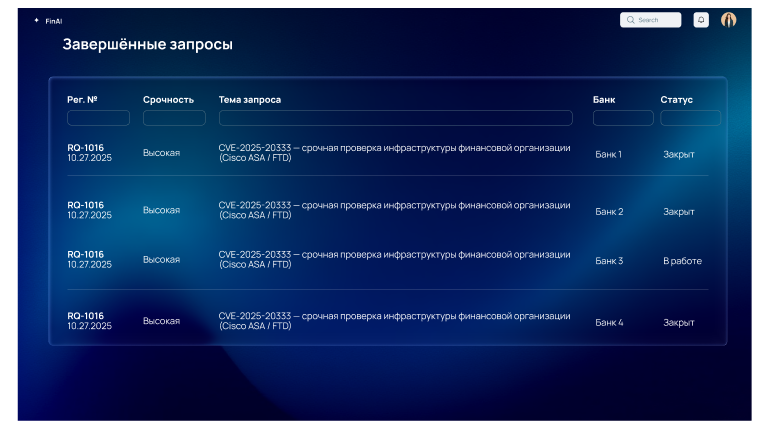 FinAI
Search
Завершённые запросы
Рег. № Срочность Тема запроса Банк Статус
RQ-1016
10.27.2025
Высокая
CVE-2025-20333 — срочная проверка инфраструктуры финансовой организации
(Cisco ASA / FTD)
Банк 1
Закрыт
RQ-1016
10.27.2025
Высокая
CVE-2025-20333 — срочная проверка инфраструктуры финансовой организации
(Cisco ASA / FTD)
Банк 2
Закрыт
RQ-1016
10.27.2025
Высокая
CVE-2025-20333 — срочная проверка инфраструктуры финансовой организации
(Cisco ASA / FTD)
Банк 3
В работе
RQ-1016
10.27.2025
Высокая
CVE-2025-20333 — срочная проверка инфраструктуры финансовой организации
(Cisco ASA / FTD)
Банк 4
Закрыт